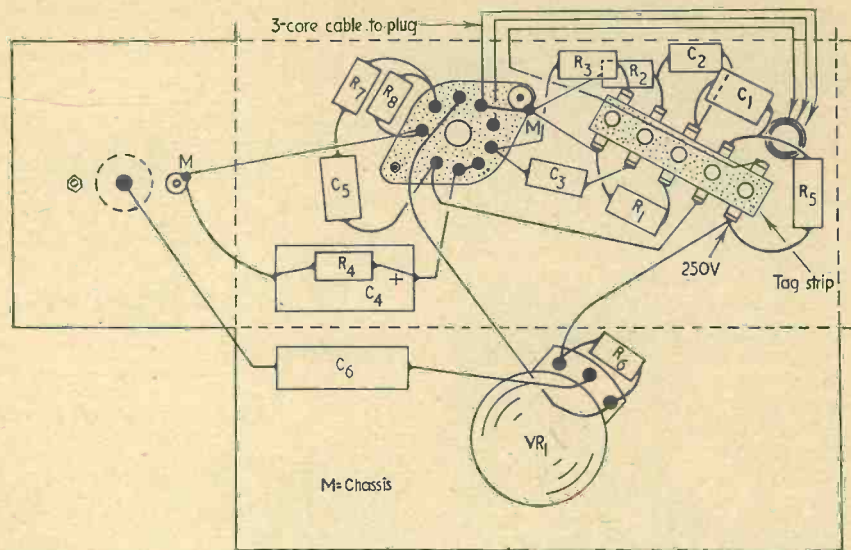 3-core cable to plug
R3
R2
C2
C1
R7
R8
M
M
C3
C5
R1
R5
R4
+
C4
250V
Tag strip
C6
R6
VR1
M=Chassis